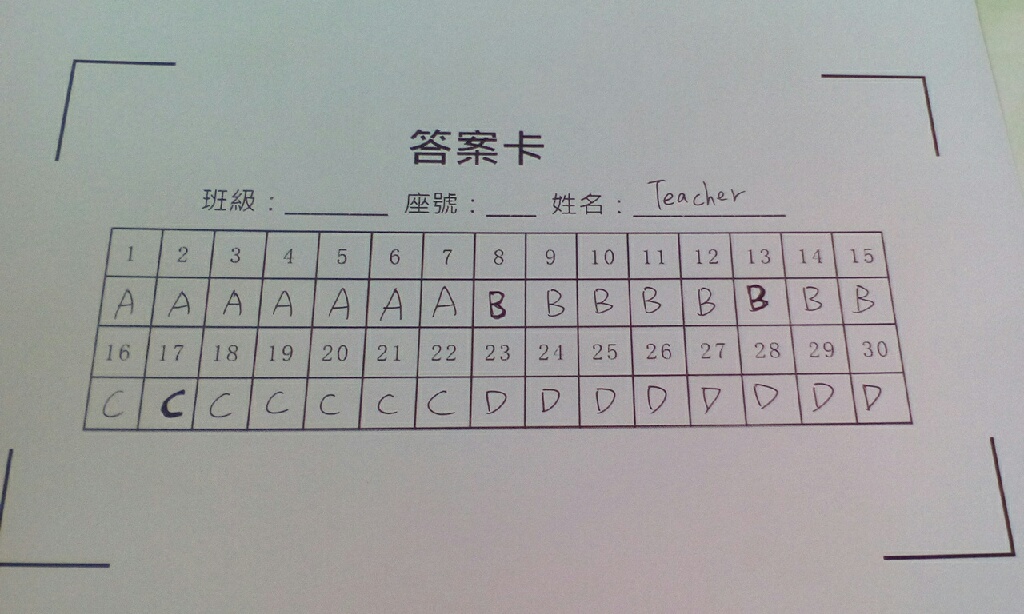 答案卡
班級：______ 座號：___ 姓名：Teacher
1 2 3 4 5 6 7 8 9 10 11 12 13 14 15
A A A A A A A B B B B B B B B
16 17 18 19 20 21 22 23 24 25 26 27 28 29 30
C C C C C C C D D D D D D D D